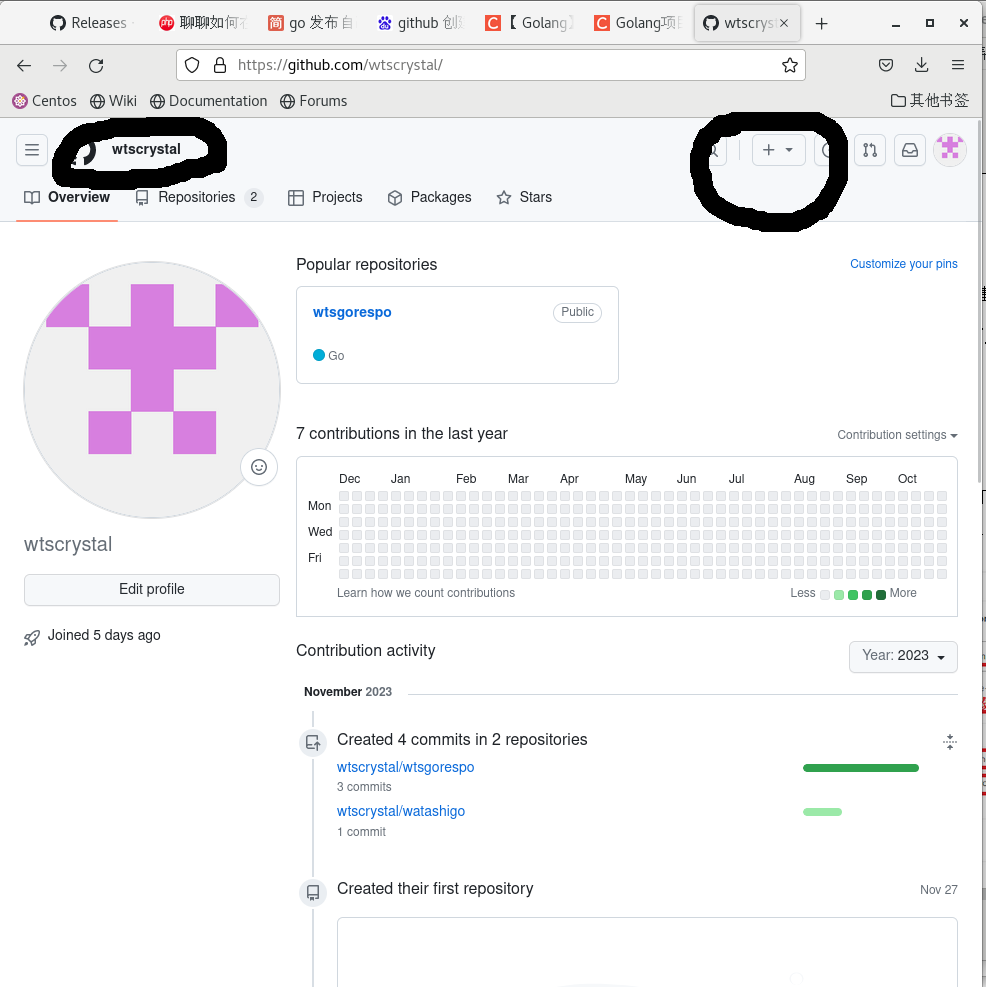 Releases
聊聊如何在
go 发布自
github 创建
【Golang】
Golang项目
wtscrys
https://github.com/wtscrystal/
Centos Wiki Documentation Forums 其他书签
wtscrystal
Overview Repositories 2 Projects Packages Stars
Popular repositories Customize your pins
wtsgorespo Public
Go
7 contributions in the last year Contribution settings
Dec Jan Feb Mar Apr May Jun Jul Aug Sep Oct
Mon
Wed
Fri
Learn how we count contributions Less More
wtscrystal
Edit profile
Joined 5 days ago
Contribution activity Year: 2023
November 2023
Created 4 commits in 2 repositories
wtscrystal/wtsgorespo
3 commits
wtscrystal/watashigo
1 commit
Created their first repository Nov 27